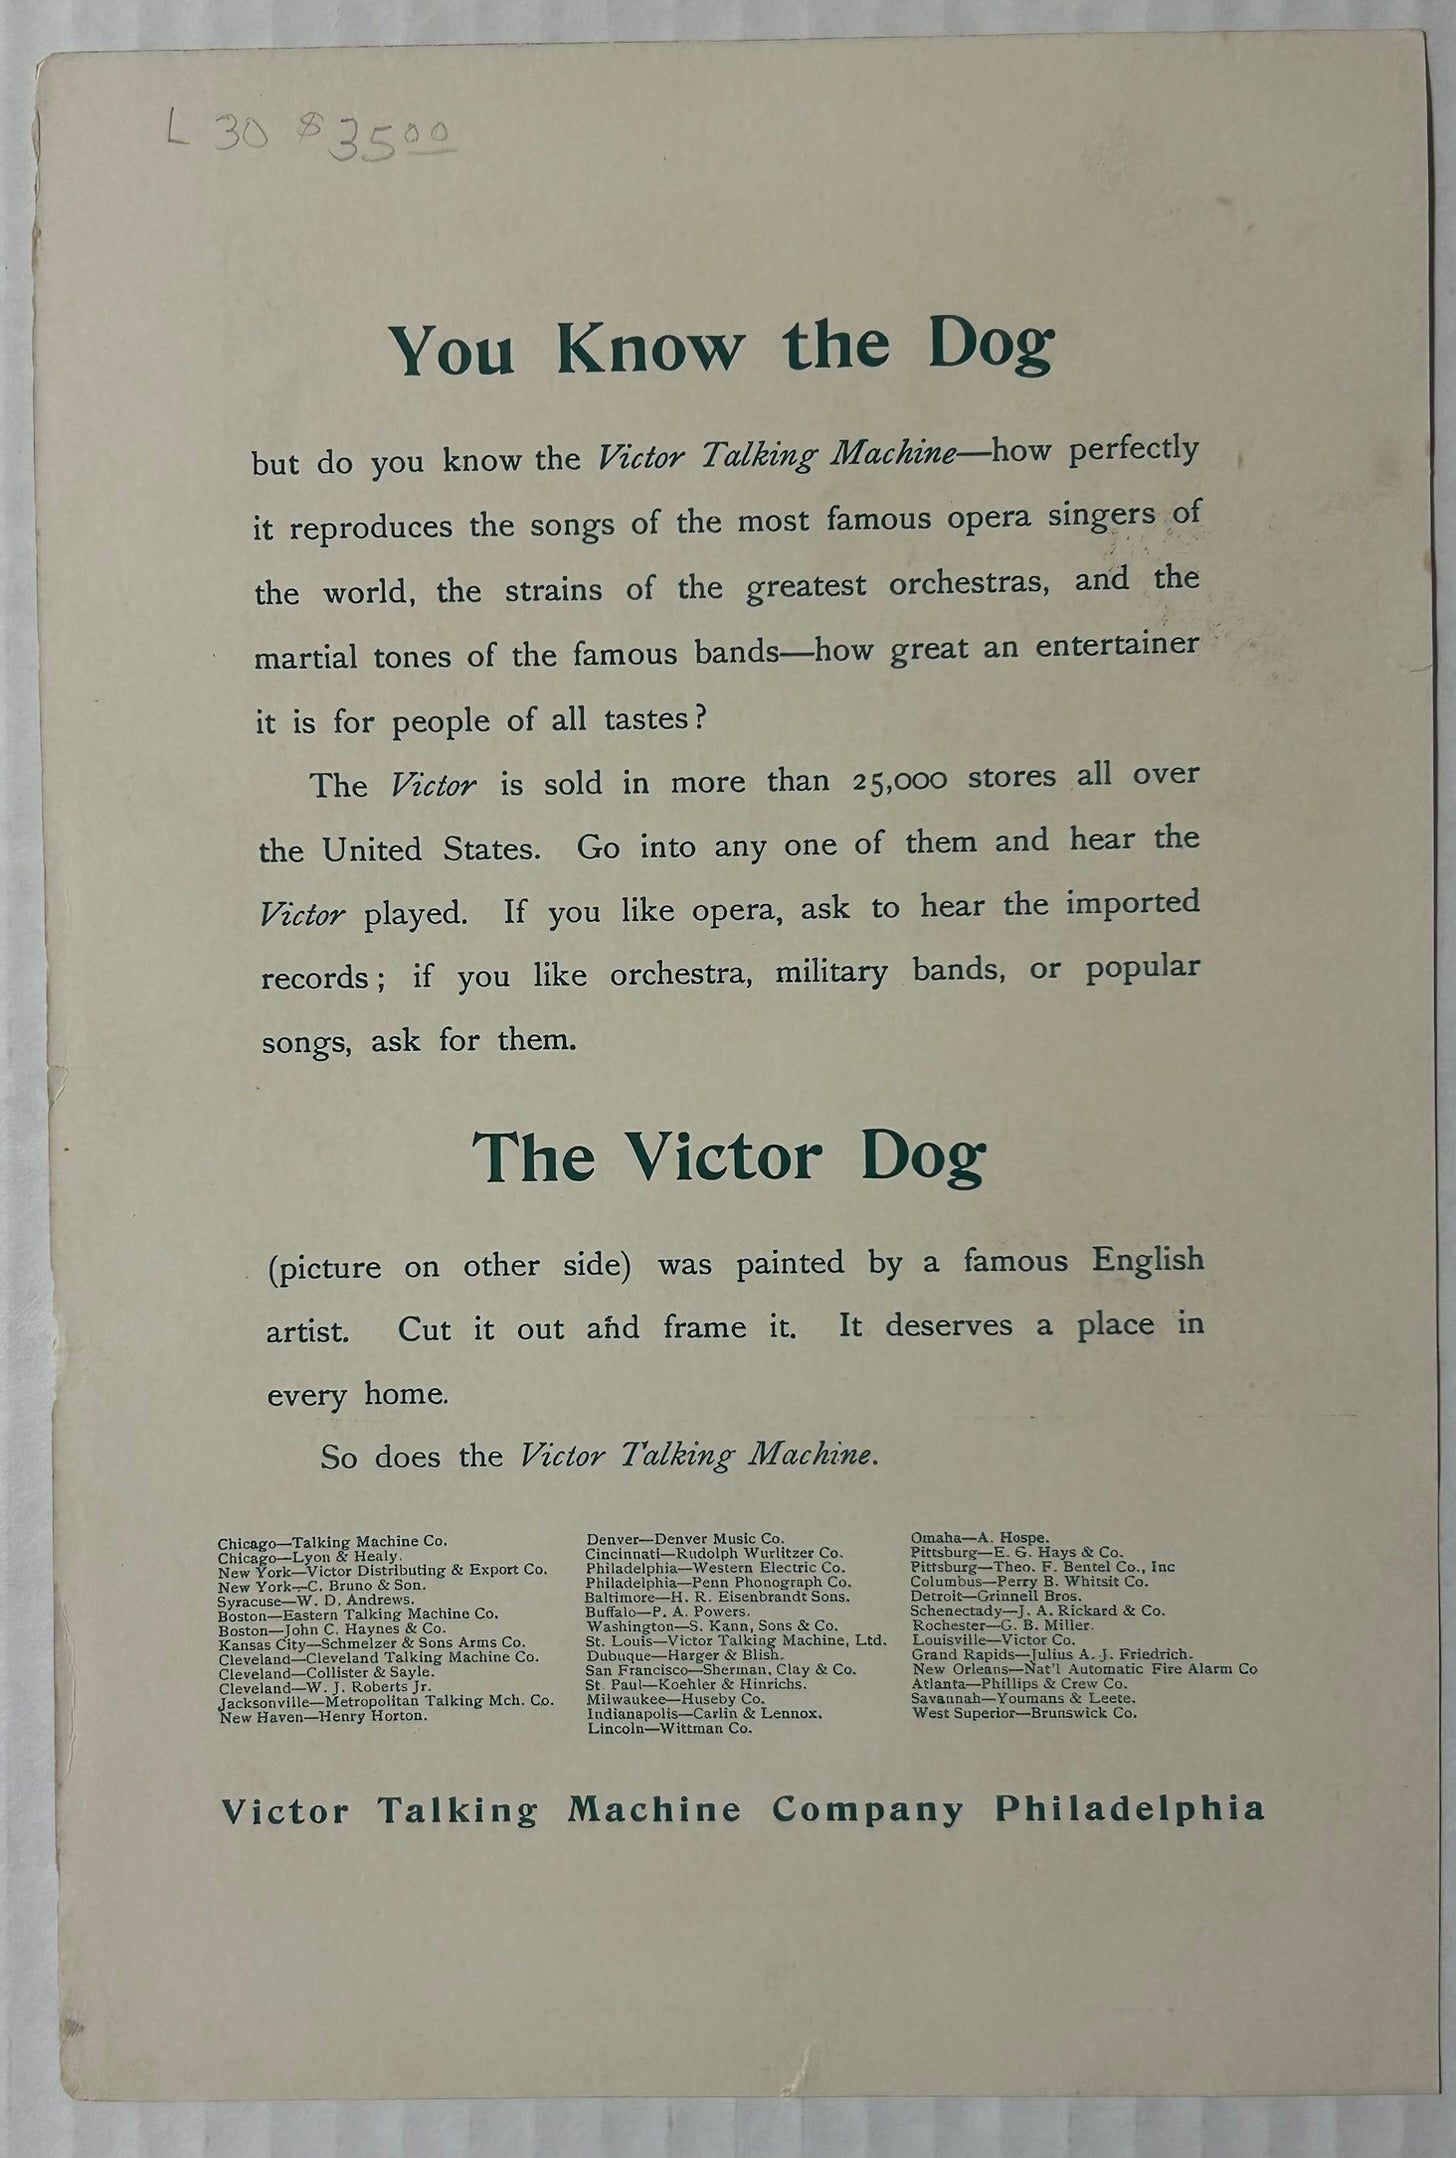 L 30 $3500
You Know the Dog
but do you know the Victor Talking Machine—how perfectly
it reproduces the songs of the most famous opera singers of
the world, the strains of the greatest orchestras, and the
martial tones of the famous bands—how great an entertainer
it is for people of all tastes?
The Victor is sold in more than 25,000 stores all over
the United States. Go into any one of them and hear the
Victor played. If you like opera, ask to hear the imported
records; if you like orchestra, military bands, or popular
songs, ask for them.
The Victor Dog
(picture on other side) was painted by a famous English
artist. Cut it out and frame it. It deserves a place in
every home.
So does the Victor Talking Machine.
Chicago—Talking Machine Co.
Chicago—Lyon & Healy.
New York—Victor Distributing & Export Co.
New York—C. Bruno & Son.
Syracuse—W. D. Andrews.
Boston—Eastern Talking Machine Co.
Boston—John C. Haynes & Co.
Kansas City—Schmelzer & Sons Arms Co.
Cleveland—Cleveland Talking Machine Co.
Cleveland—Collister & Sayle.
Cleveland—W. J. Roberts Jr.
Jacksonville—Metropolitan Talking Mch. Co.
New Haven—Henry Horton.
Denver—Denver Music Co.
Cincinnati—Rudolph Wurlitzer Co.
Philadelphia—Western Electric Co.
Philadelphia—Penn Phonograph Co.
Baltimore—H. R. Eisenbrandt Sons.
Buffalo—P. A. Powers.
Washington—S. Kann, Sons & Co.
St. Louis—Victor Talking Machine, Ltd.
Dubuque—Harger & Blish.
San Francisco—Sherman, Clay & Co.
St. Paul—Koehler & Hinrichs.
Milwaukee—Huseby Co.
Indianapolis—Carlin & Lennox.
Lincoln—Wittman Co.
Omaha—A. Hospe.
Pittsburg—E. G. Hays & Co.
Pittsburg—Theo. F. Bentel Co., Inc
Columbus—Perry B. Whitsit Co.
Detroit—Grinnell Bros.
Schenectady—J. A. Rickard & Co.
Rochester—G. B. Miller.
Louisville—Victor Co.
Grand Rapids—Julius A. J. Friedrich.
New Orleans—Nat'l Automatic Fire Alarm Co
Atlanta—Phillips & Crew Co.
Savannah—Youmans & Leete.
West Superior—Brunswick Co.
Victor Talking Machine Company Philadelphia